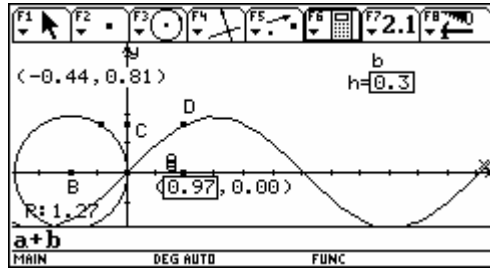 F1 F2 F3 F4 F5 F6 F7 2.1 F8
y
b
(-0.44,0.81)
h=0.3
D
C
a
B
x
(0.97,0.00)
R:1.27
a+b
MAIN DEG AUTO FUNC